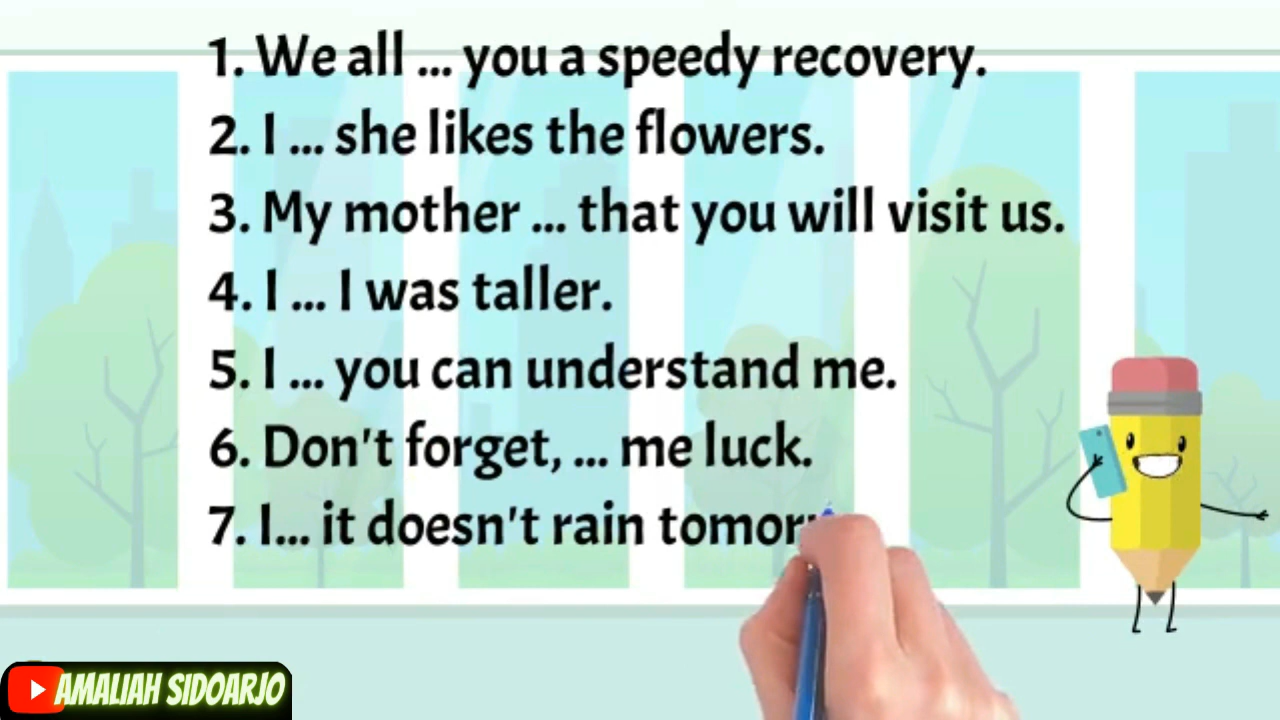 1. We all ... you a speedy recovery.
2. I ... she likes the flowers.
3. My mother ... that you will visit us.
4. I ... I was taller.
5. I ... you can understand me.
6. Don't forget, ... me luck.
7. I... it doesn't rain
AMALIAH SIDOARJO